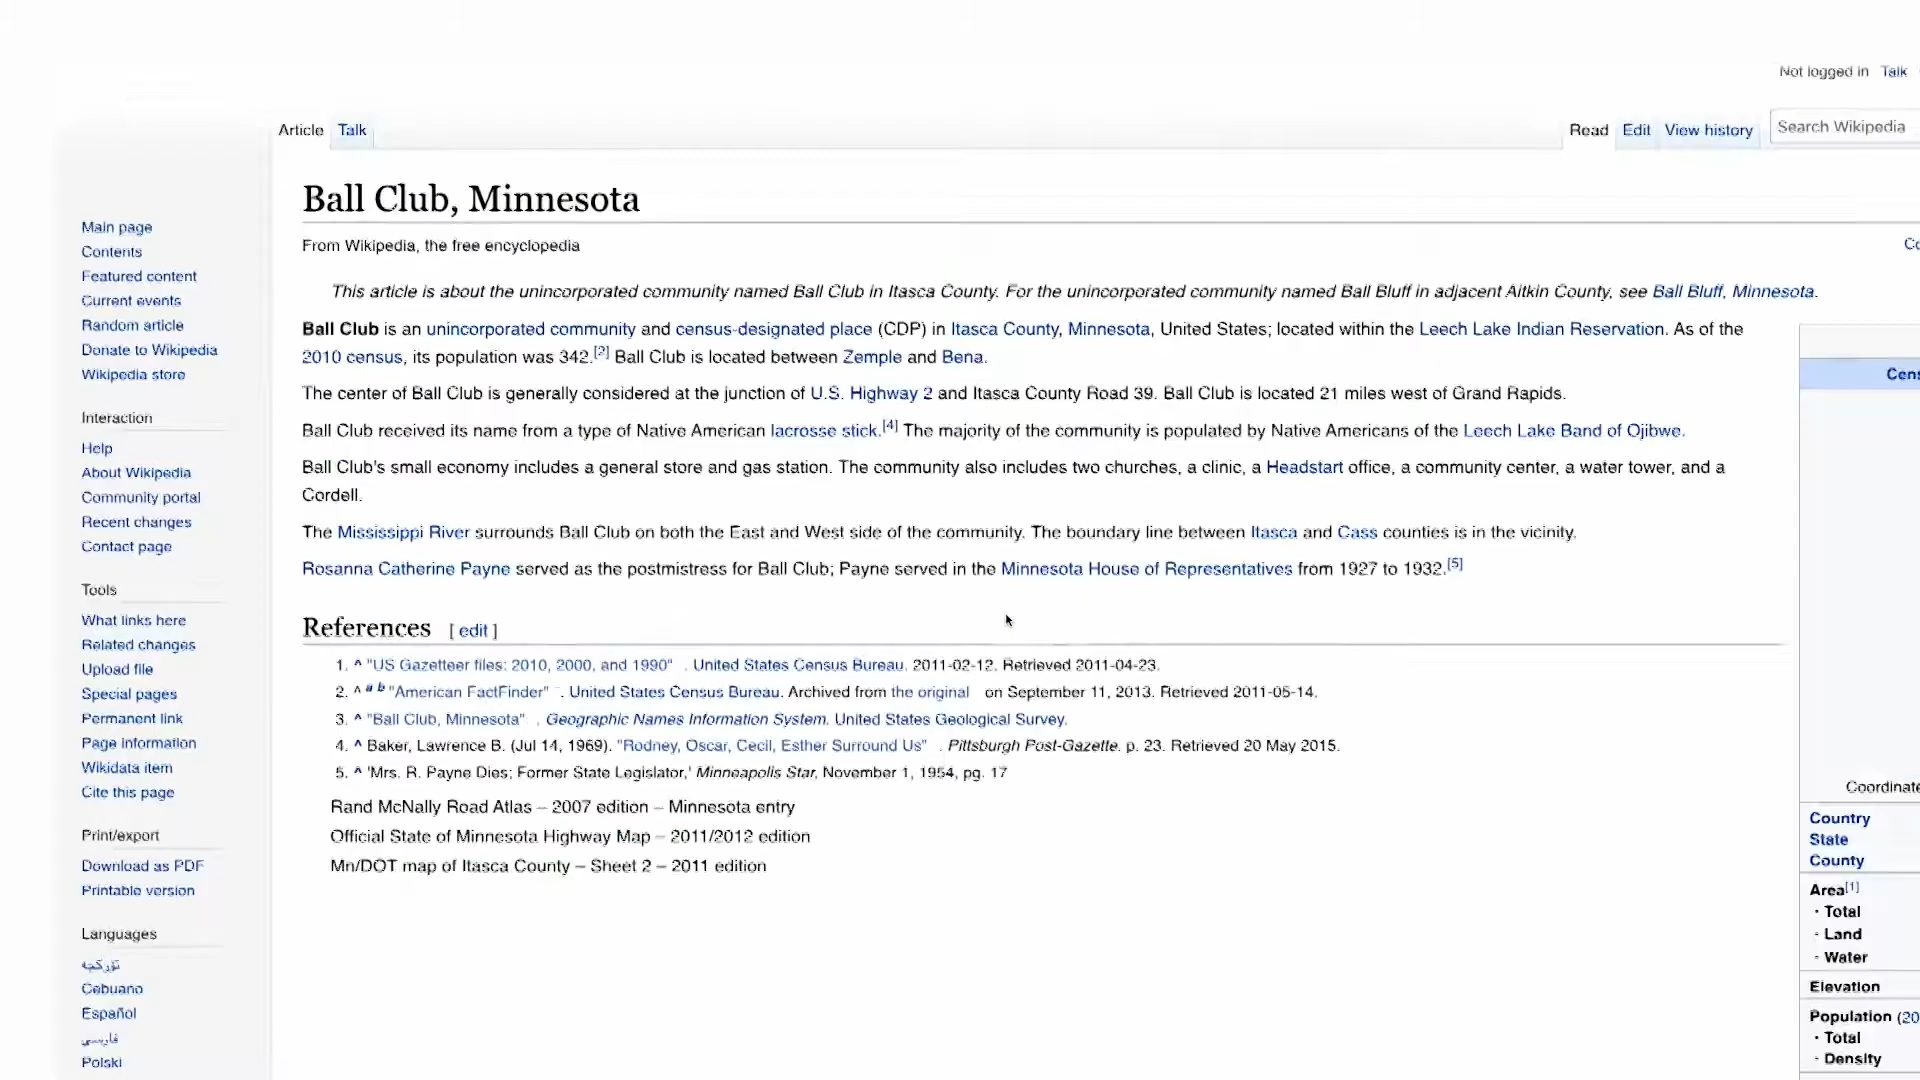 Not logged in Talk
Article Talk
Read Edit View history Search Wikipedia
Ball Club, Minnesota
From Wikipedia, the free encyclopedia
This article is about the unincorporated community named Ball Club in Itasca County. For the unincorporated community named Ball Bluff in adjacent Aitkin County, see Ball Bluff, Minnesota.
Ball Club is an unincorporated community and census-designated place (CDP) in Itasca County, Minnesota, United States; located within the Leech Lake Indian Reservation. As of the
2010 census, its population was 342.[2] Ball Club is located between Zemple and Bena.
The center of Ball Club is generally considered at the junction of U.S. Highway 2 and Itasca County Road 39. Ball Club is located 21 miles west of Grand Rapids.
Ball Club received its name from a type of Native American lacrosse stick.[4] The majority of the community is populated by Native Americans of the Leech Lake Band of Ojibwe.
Ball Club's small economy includes a general store and gas station. The community also includes two churches, a clinic, a Headstart office, a community center, a water tower, and a
Cordell.
The Mississippi River surrounds Ball Club on both the East and West side of the community. The boundary line between Itasca and Cass counties is in the vicinity.
Rosanna Catherine Payne served as the postmistress for Ball Club; Payne served in the Minnesota House of Representatives from 1927 to 1932.[5]
References [ edit ]
1. ^ "US Gazetteer files: 2010, 2000, and 1990" . United States Census Bureau. 2011-02-12. Retrieved 2011-04-23.
2. ^ a b "American FactFinder" . United States Census Bureau. Archived from the original on September 11, 2013. Retrieved 2011-05-14.
3. ^ "Ball Club, Minnesota" . Geographic Names Information System. United States Geological Survey.
4. ^ Baker, Lawrence B. (Jul 14, 1969). "Rodney, Oscar, Cecil, Esther Surround Us" . Pittsburgh Post-Gazette. p. 23. Retrieved 20 May 2015.
5. ^ 'Mrs. R. Payne Dies; Former State Legislator,' Minneapolis Star, November 1, 1954, pg. 17
Rand McNally Road Atlas – 2007 edition – Minnesota entry
Official State of Minnesota Highway Map – 2011/2012 edition
Mn/DOT map of Itasca County – Sheet 2 – 2011 edition
Main page
Contents
Featured content
Current events
Random article
Donate to Wikipedia
Wikipedia store
Interaction
Help
About Wikipedia
Community portal
Recent changes
Contact page
Tools
What links here
Related changes
Upload file
Special pages
Permanent link
Page information
Wikidata item
Cite this page
Print/export
Download as PDF
Printable version
Languages
تۆرکجه
Cebuano
Español
فارسی
Polski
Country
State
County
Area[1]
· Total
· Land
· Water
Elevation
Population
· Total
· Density